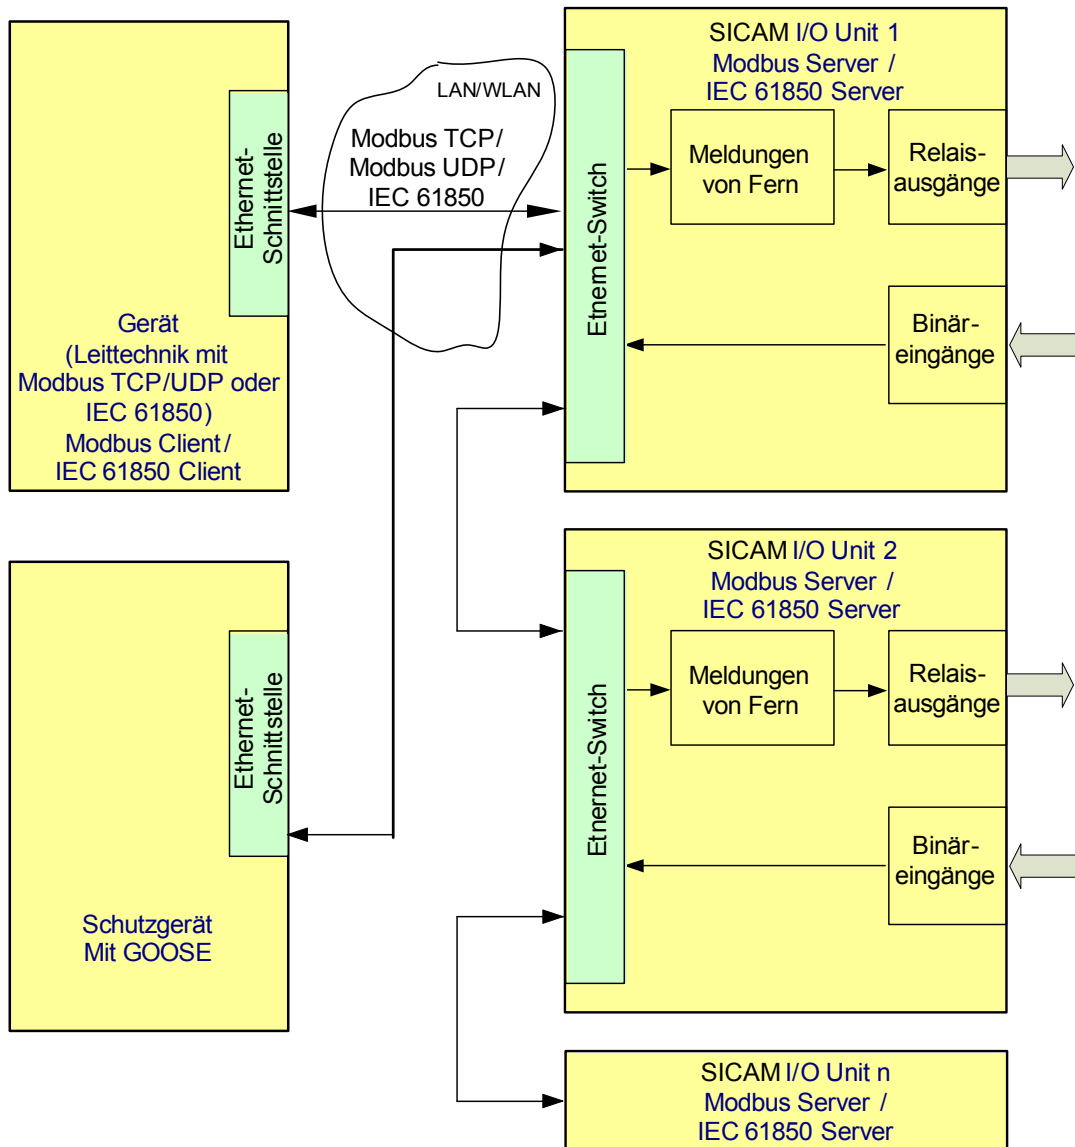 SICAM I/O Unit 1
Modbus Server /
IEC 61850 Server
LAN/WLAN
Modbus TCP/
Modbus UDP/
IEC 61850
Ethernet-
Schnittstelle
Gerät
(Leittechnik mit
Modbus TCP/UDP oder
IEC 61850)
Modbus Client /
IEC 61850 Client
Etnernet-Switch
Meldungen
von Fern
Relais-
ausgänge
Binär-
eingänge
SICAM I/O Unit 2
Modbus Server /
IEC 61850 Server
Ethernet-
Schnittstelle
Schutzgerät
Mit GOOSE
Etnernet-Switch
Meldungen
von Fern
Relais-
ausgänge
Binär-
eingänge
SICAM I/O Unit n
Modbus Server /
IEC 61850 Server